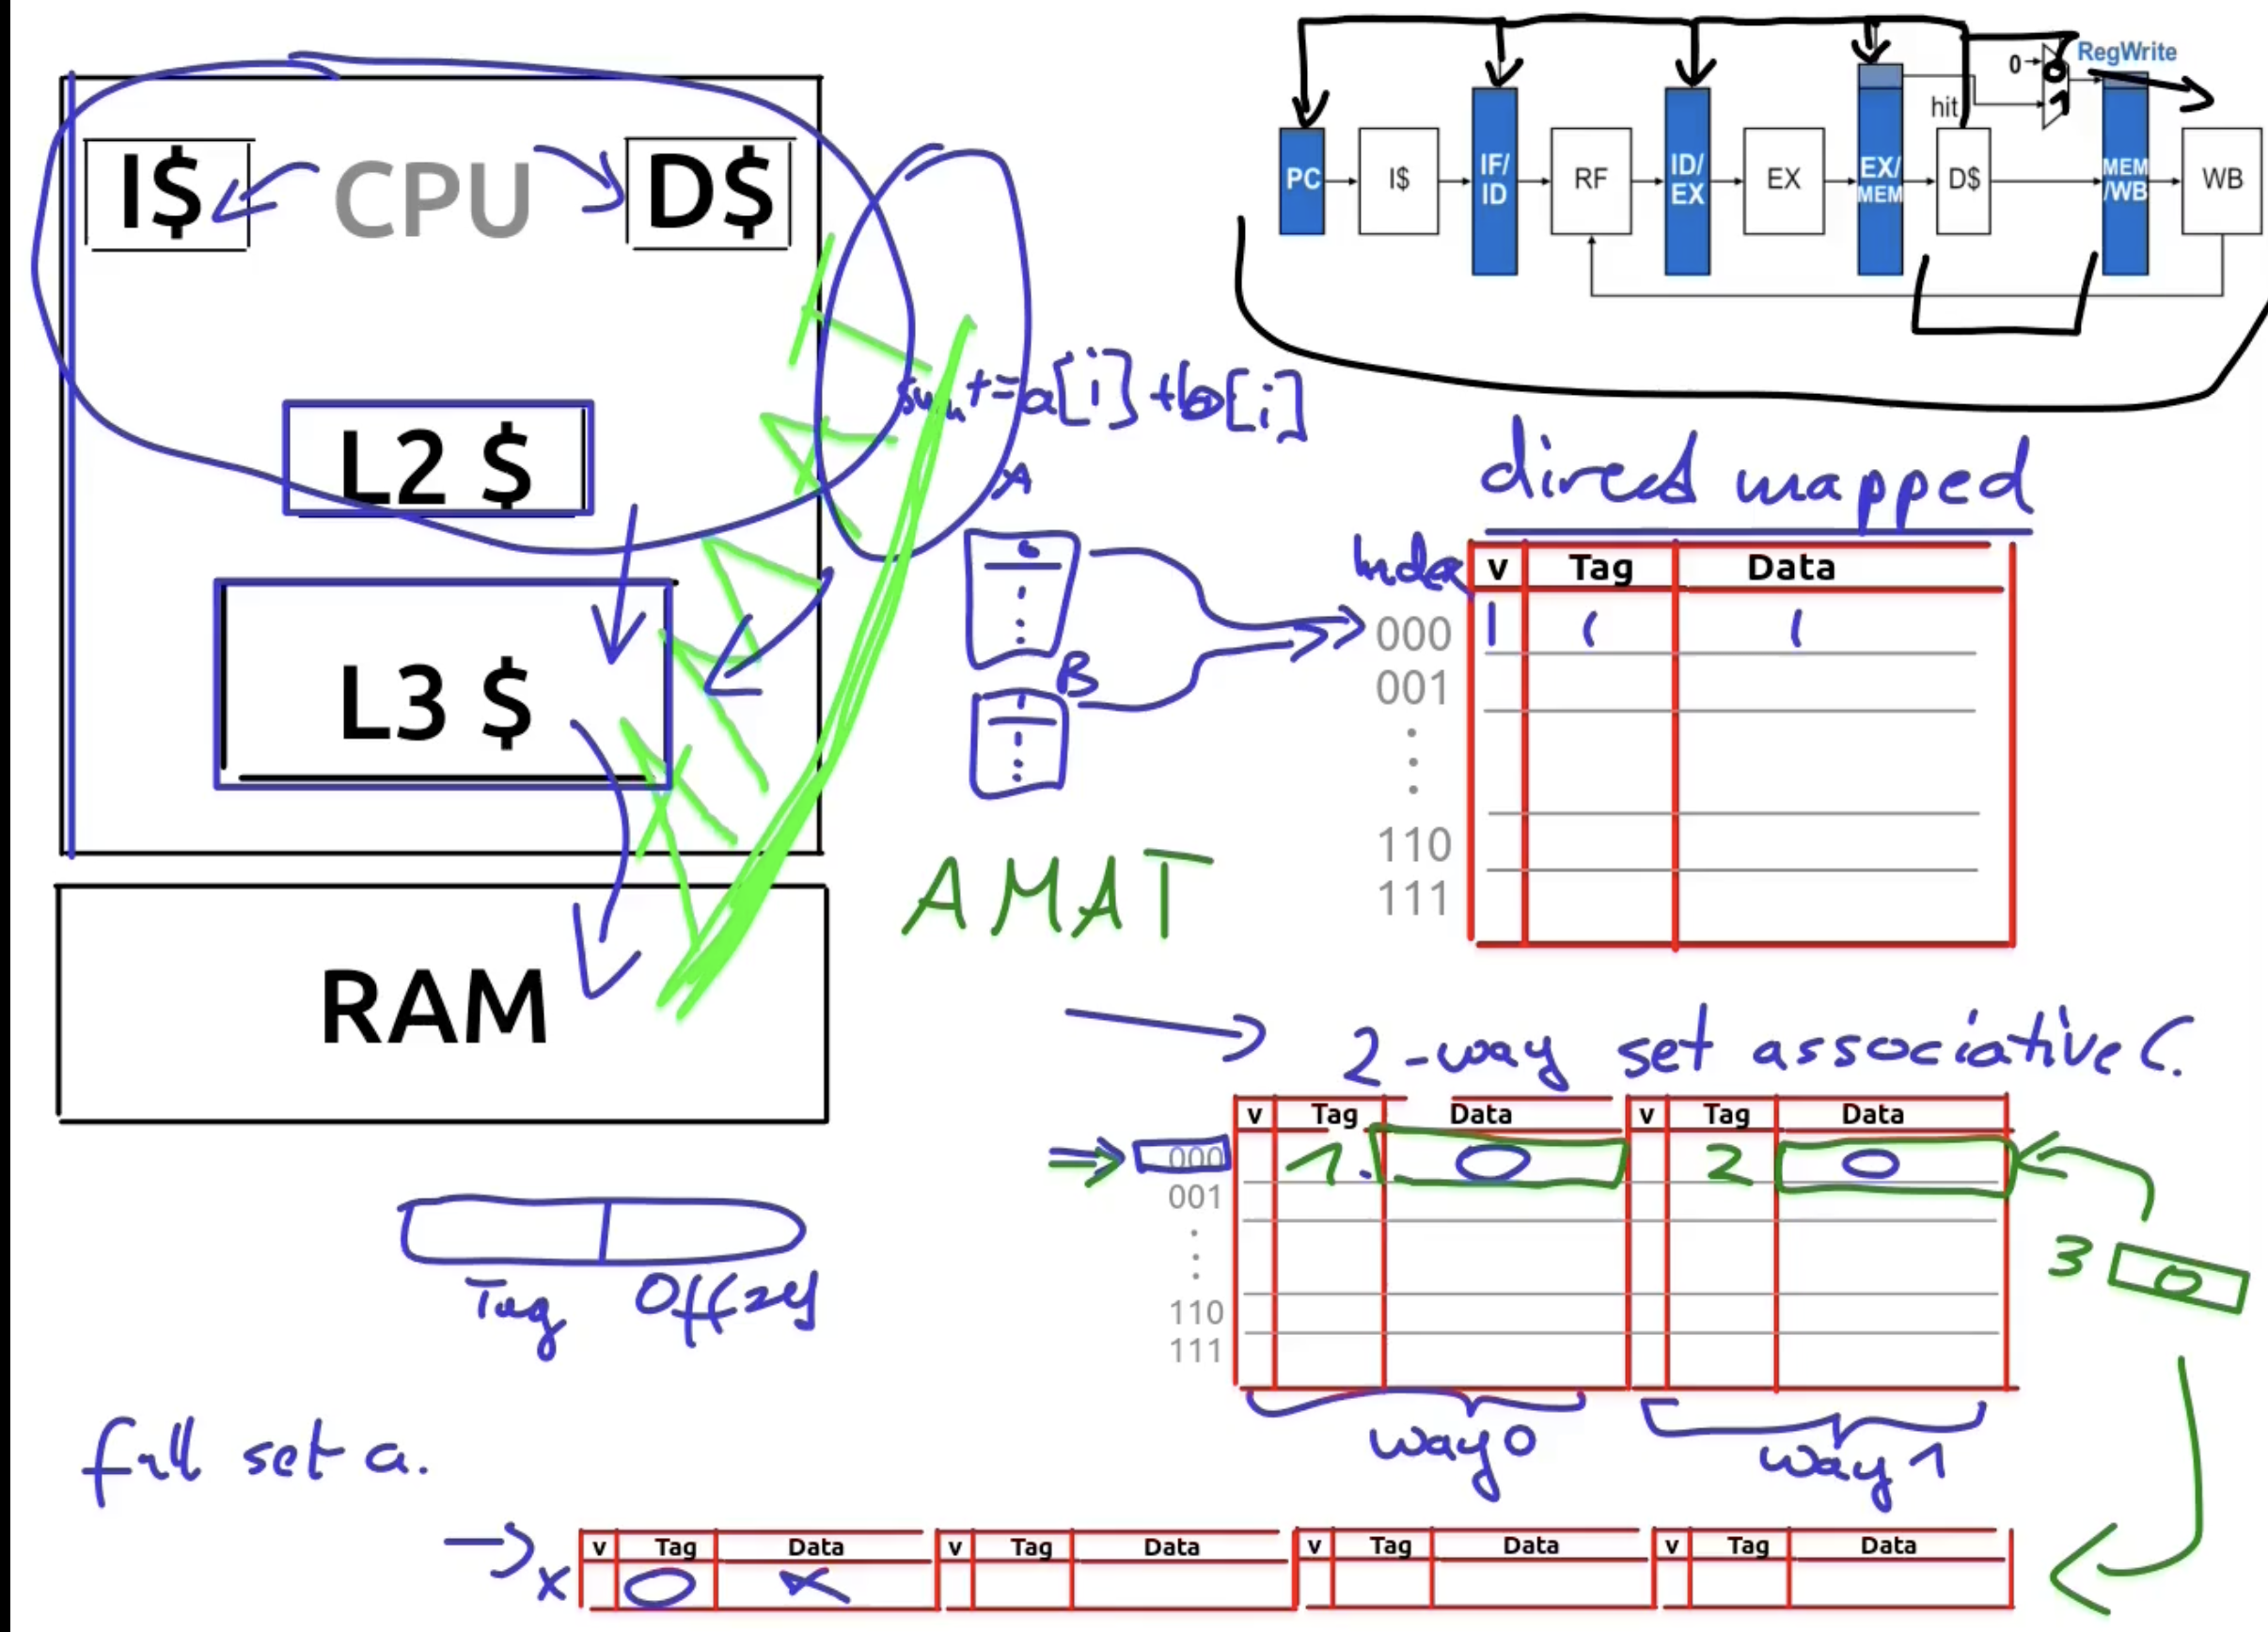 I$ CPU D$
L2 $
L3 $
RAM
0
RegWrite
1
hit
PC I$ IF/ID RF ID/EX EX EX/MEM D$ MEM/WB WB
sum += a[i] + b[i]
A
B
AMAT
direct mapped
Index v Tag Data
000 1 1 1
001
110
111
2-way set associative C.
v Tag Data v Tag Data
000 1. 0 2 0
001
110
111
3 0
way 0 way 1
Tag
full set a.
v Tag Data v Tag Data v Tag Data v Tag Data
x 0